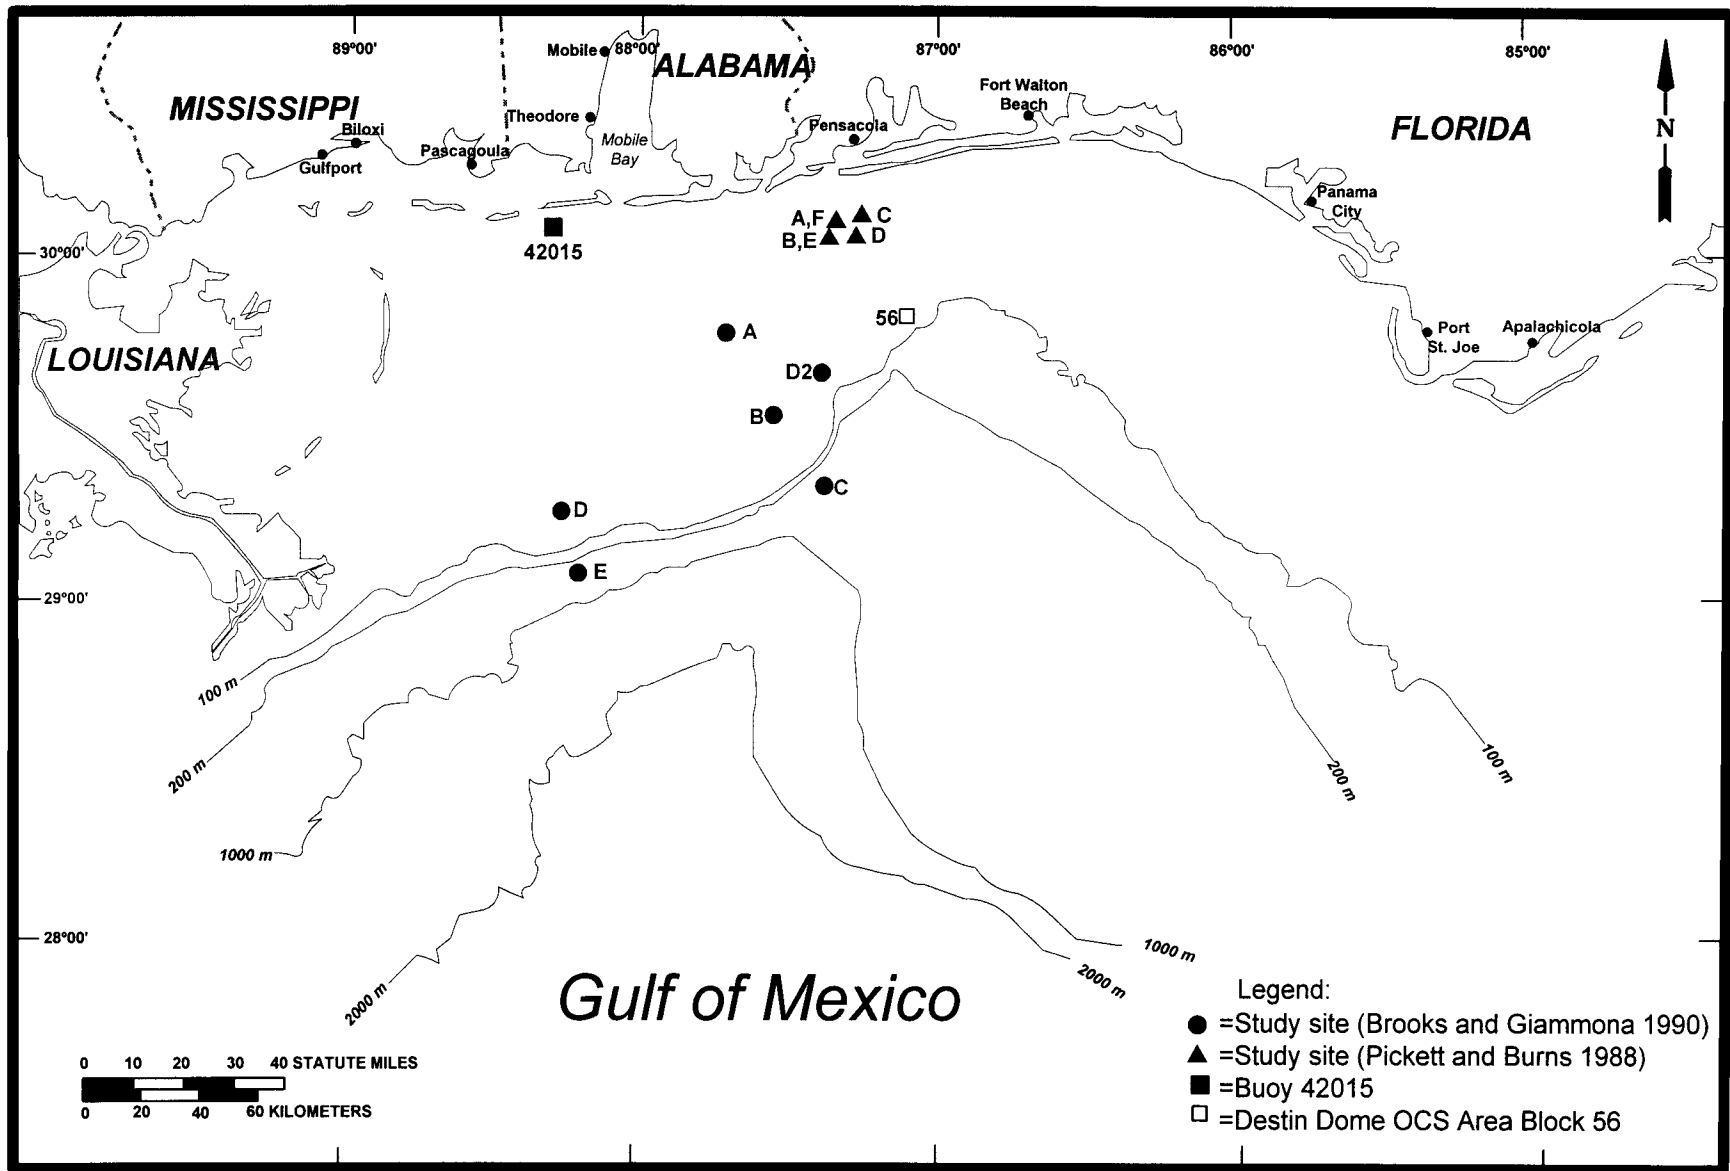 89°00'
88°00'
87°00'
86°00'
85°00'
Mobile
ALABAMA
MISSISSIPPI
Fort Walton
Beach
Theodore
Biloxi
Pensacola
FLORIDA
N
Gulfport
Pascagoula
Mobile
Bay
Panama
City
A,F
C
B,E
D
30°00'
42015
56
A
Port
St. Joe
Apalachicola
LOUISIANA
D2
B
C
D
E
29°00'
100 m
200 m
100 m
200 m
1000 m
28°00'
1000 m
2000 m
2000 m
Gulf of Mexico
Legend:
=Study site (Brooks and Giammona 1990)
=Study site (Pickett and Burns 1988)
=Buoy 42015
=Destin Dome OCS Area Block 56
0 10 20 30 40 STATUTE MILES
0 20 40 60 KILOMETERS